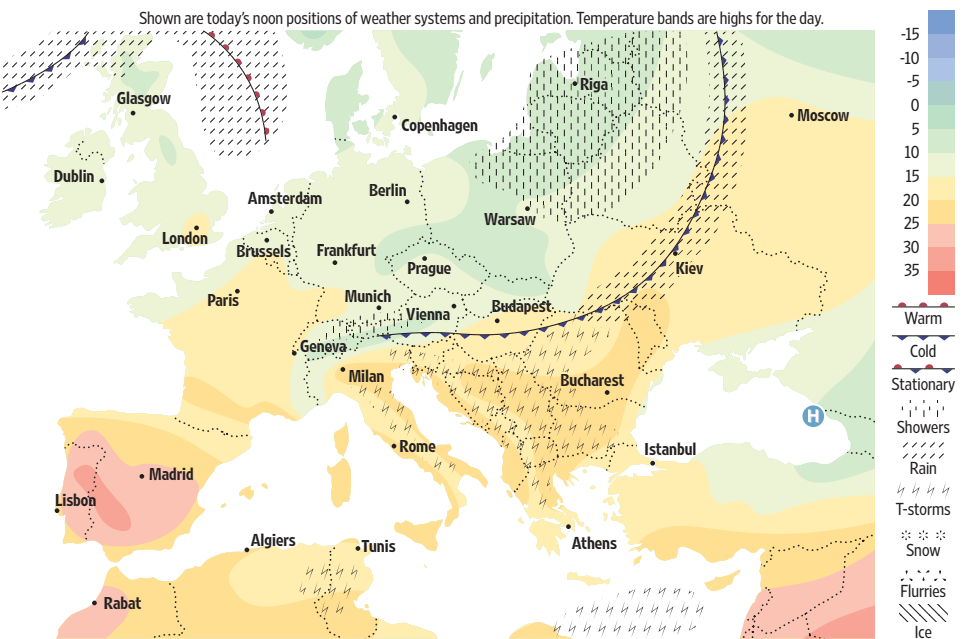 Shown are today's noon positions of weather systems and precipitation. Temperature bands are highs for the day.
-15
-10
-5
0
5
10
15
20
25
30
35
Warm
Cold
Stationary
Showers
Rain
T-storms
Snow
Flurries
Ice
Glasgow
Dublin
London
Amsterdam
Brussels
Paris
Copenhagen
Berlin
Frankfurt
Prague
Munich
Vienna
Geneva
Milan
Riga
Warsaw
Moscow
Kiev
Budapest
Bucharest
H
Istanbul
Rome
Madrid
Lisbon
Algiers
Tunis
Athens
Rabat